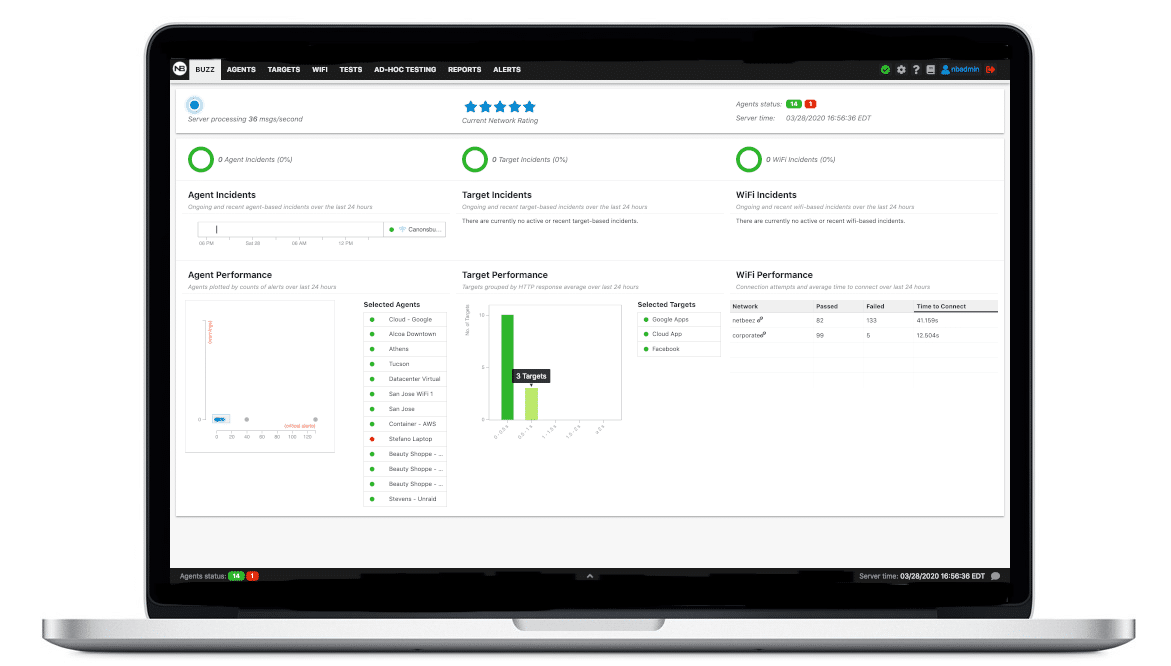 NB BUZZ AGENTS TARGETS WIFI TESTS AD-HOC TESTING REPORTS ALERTS ? nbadmin
Server processing 36 msgs/second
Current Network Rating
Agents status: 14 1
Server time: 03/28/2020 16:56:36 EDT
0 Agent Incidents (0%)
0 Target Incidents (0%)
0 WiFi Incidents (0%)
Agent Incidents
Ongoing and recent agent-based incidents over the last 24 hours
Canonsbu...
06 PM Sat 28 06 AM 12 PM
Target Incidents
Ongoing and recent target-based incidents over the last 24 hours
There are currently no active or recent target-based incidents.
WiFi Incidents
Ongoing and recent wifi-based incidents over the last 24 hours
There are currently no active or recent wifi-based incidents.
Agent Performance
Agents plotted by counts of alerts over last 24 hours
0
(critical alerts)
0 20 40 60 80 100 120
Selected Agents
Cloud - Google
Alcoa Downtown
Athens
Tucson
Datacenter Virtual
San Jose WiFi 1
San Jose
Container - AWS
Stefano Laptop
Beauty Shoppe - ...
Beauty Shoppe - ...
Beauty Shoppe - ...
Stevens - Unraid
Target Performance
Targets grouped by HTTP response average over last 24 hours
No. of Targets
10
5
0
3 Targets
0 - 0.5 s
0.5 - 1 s
1 - 1.5 s
1.5 - 2 s
Selected Targets
Google Apps
Cloud App
Facebook
WiFi Performance
Connection attempts and average time to connect over last 24 hours
Network Passed Failed Time to Connect
netbeez 82 133 41.159s
corporate 99 5 12.504s
Agents status: 14 1
Server time: 03/28/2020 16:56:36 EDT